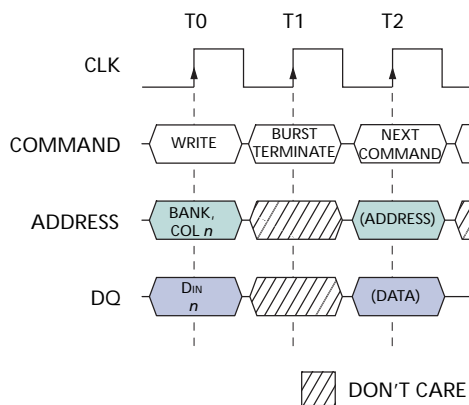 T0 T1 T2
CLK
COMMAND WRITE BURST TERMINATE NEXT COMMAND
ADDRESS BANK, COL n (ADDRESS)
DQ DIN n (DATA)
DON'T CARE